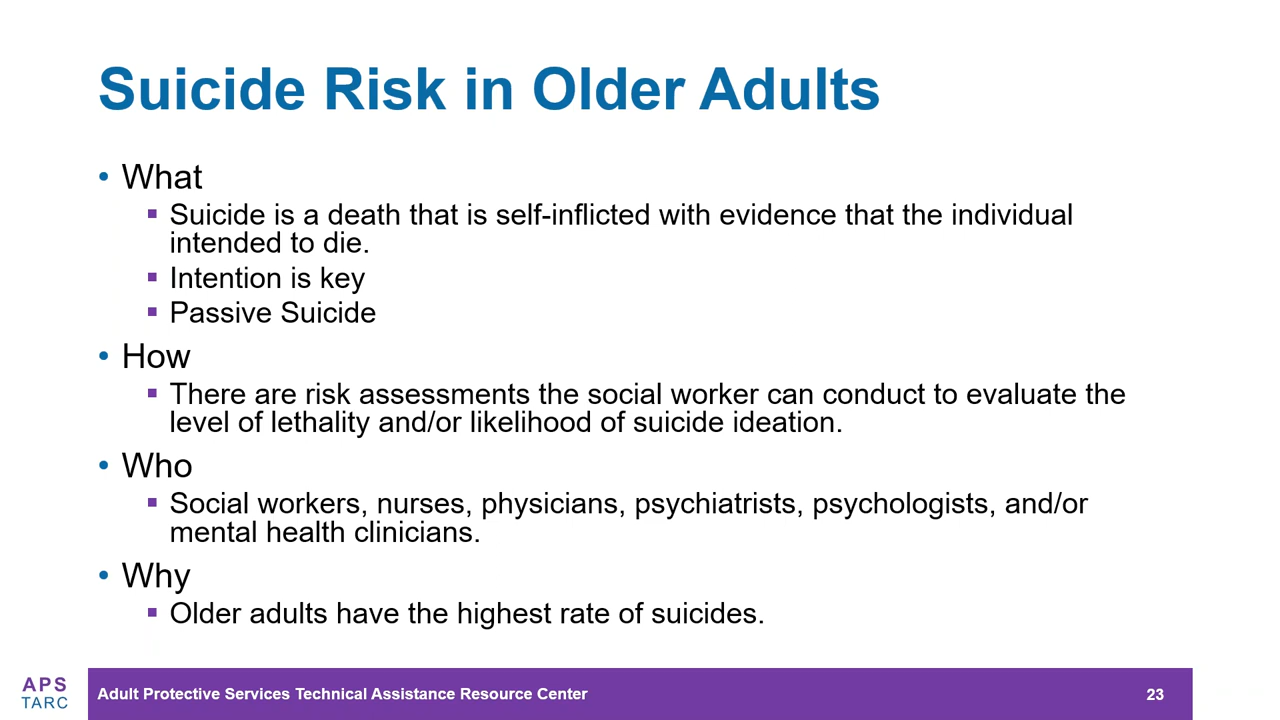 Suicide Risk in Older Adults
• What
▪ Suicide is a death that is self-inflicted with evidence that the individual
intended to die.
▪ Intention is key
▪ Passive Suicide
• How
▪ There are risk assessments the social worker can conduct to evaluate the
level of lethality and/or likelihood of suicide ideation.
• Who
▪ Social workers, nurses, physicians, psychiatrists, psychologists, and/or
mental health clinicians.
• Why
▪ Older adults have the highest rate of suicides.
APS
TARC
Adult Protective Services Technical Assistance Resource Center
23